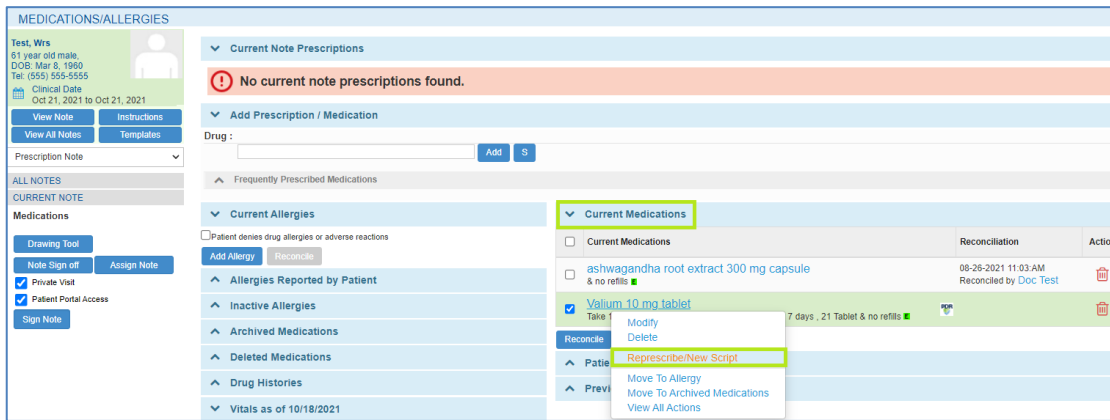 MEDICATIONS/ALLERGIES
Test, Wrs
61 year old male,
DOB: Mar 8, 1960
Tel: (555) 555-5555
Clinical Date
Oct 21, 2021 to Oct 21, 2021
View Note
Instructions
View All Notes
Templates
Prescription Note
ALL NOTES
CURRENT NOTE
Medications
Drawing Tool
Note Sign off
Assign Note
Private Visit
Patient Portal Access
Sign Note
Current Note Prescriptions
No current note prescriptions found.
Add Prescription / Medication
Drug :
Add
S
Frequently Prescribed Medications
Current Allergies
Patient denies drug allergies or adverse reactions
Add Allergy
Reconcile
Allergies Reported by Patient
Inactive Allergies
Archived Medications
Deleted Medications
Drug Histories
Vitals as of 10/18/2021
Current Medications
Current Medications
Reconciliation
Actio
ashwagandha root extract 300 mg capsule
& no refills E
08-26-2021 11:03:AM
Reconciled by Doc Test
Valium 10 mg tablet
PDR
Take 1
7 days , 21 Tablet & no refills E
Reconcile
Patie
Previ
Modify
Delete
Represcribe/New Script
Move To Allergy
Move To Archived Medications
View All Actions